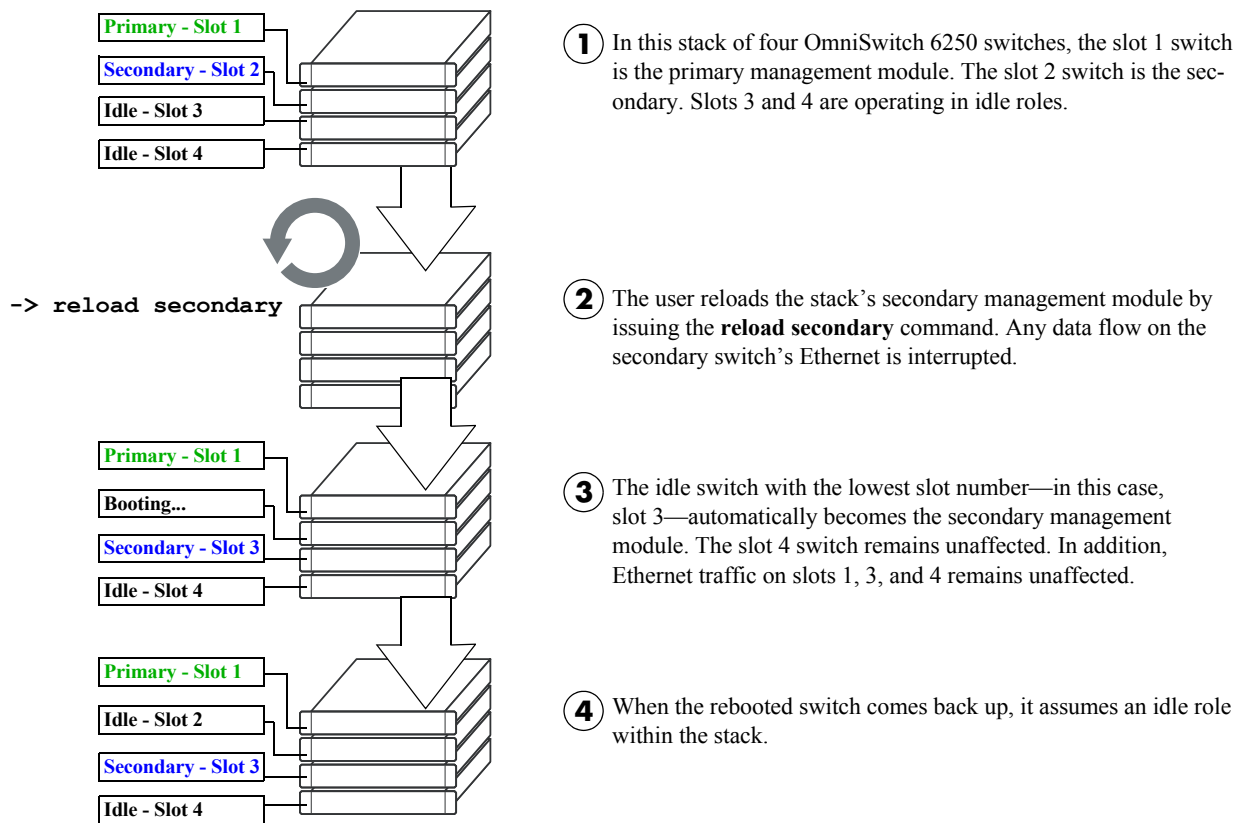 Primary - Slot 1
Secondary - Slot 2
Idle - Slot 3
Idle - Slot 4
1 In this stack of four OmniSwitch 6250 switches, the slot 1 switch
is the primary management module. The slot 2 switch is the sec-
ondary. Slots 3 and 4 are operating in idle roles.
-> reload secondary
2 The user reloads the stack’s secondary management module by
issuing the reload secondary command. Any data flow on the
secondary switch’s Ethernet is interrupted.
Primary - Slot 1
Booting...
Secondary - Slot 3
Idle - Slot 4
3 The idle switch with the lowest slot number—in this case,
slot 3—automatically becomes the secondary management
module. The slot 4 switch remains unaffected. In addition,
Ethernet traffic on slots 1, 3, and 4 remains unaffected.
Primary - Slot 1
Idle - Slot 2
Secondary - Slot 3
Idle - Slot 4
4 When the rebooted switch comes back up, it assumes an idle role
within the stack.